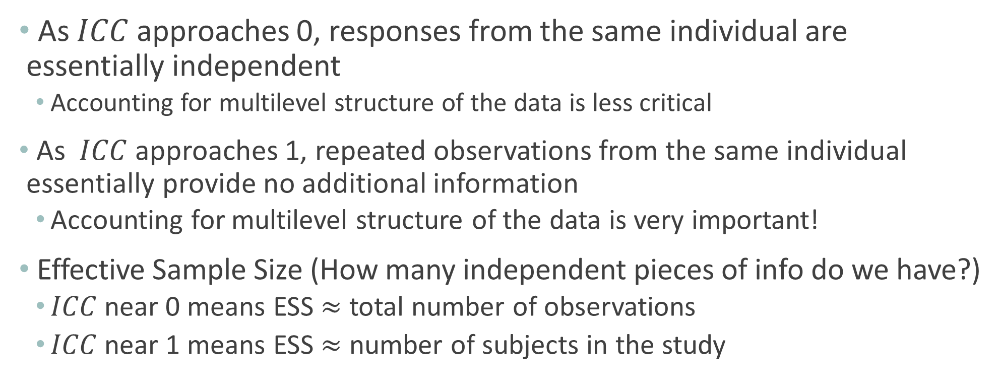 • As ICC approaches 0, responses from the same individual are
essentially independent
• Accounting for multilevel structure of the data is less critical
• As ICC approaches 1, repeated observations from the same individual
essentially provide no additional information
• Accounting for multilevel structure of the data is very important!
• Effective Sample Size (How many independent pieces of info do we have?)
• ICC near 0 means ESS ≈ total number of observations
• ICC near 1 means ESS ≈ number of subjects in the study